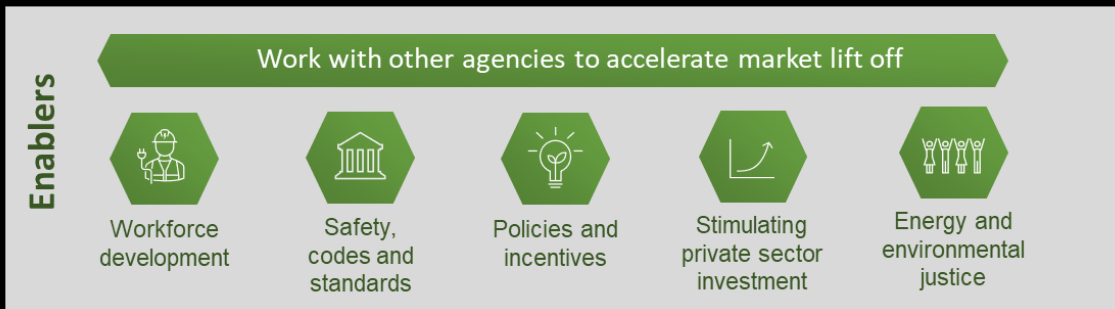 Enablers
Work with other agencies to accelerate market lift off
Workforce
development
Safety,
codes and
standards
Policies and
incentives
Stimulating
private sector
investment
Energy and
environmental
justice